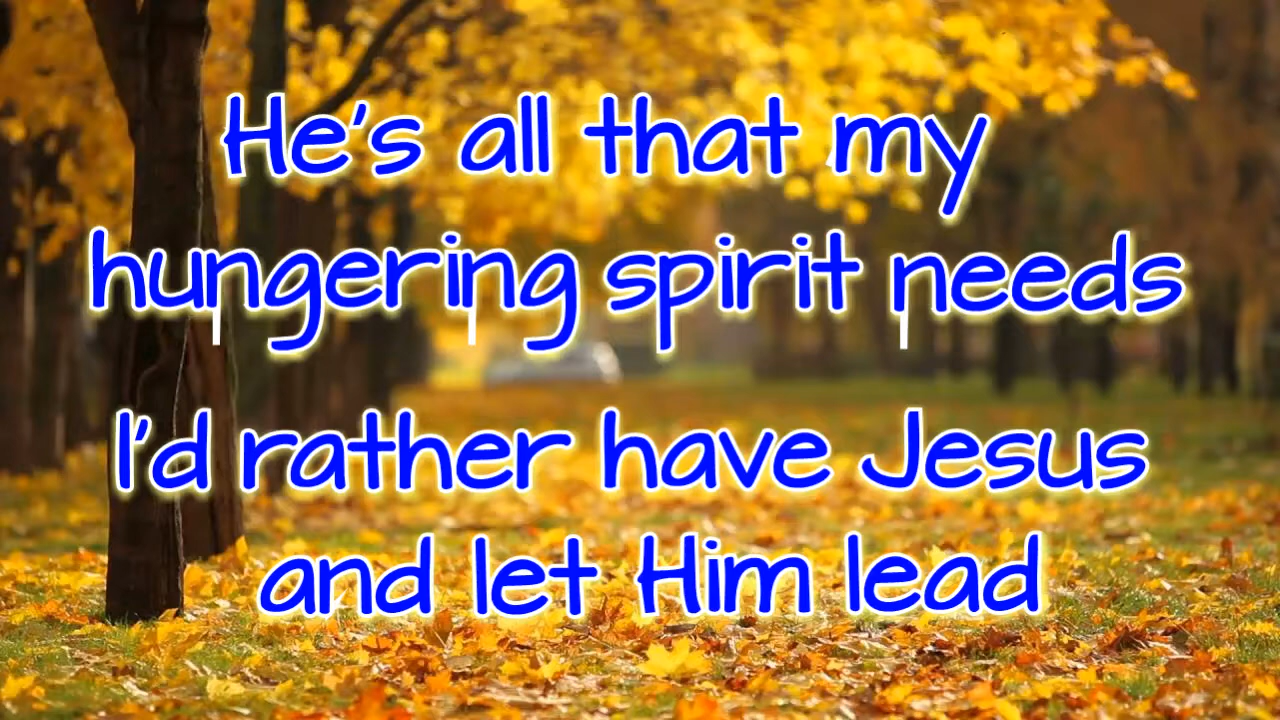 He's all that my
hungering spirit needs
I'd rather have Jesus
and let Him lead